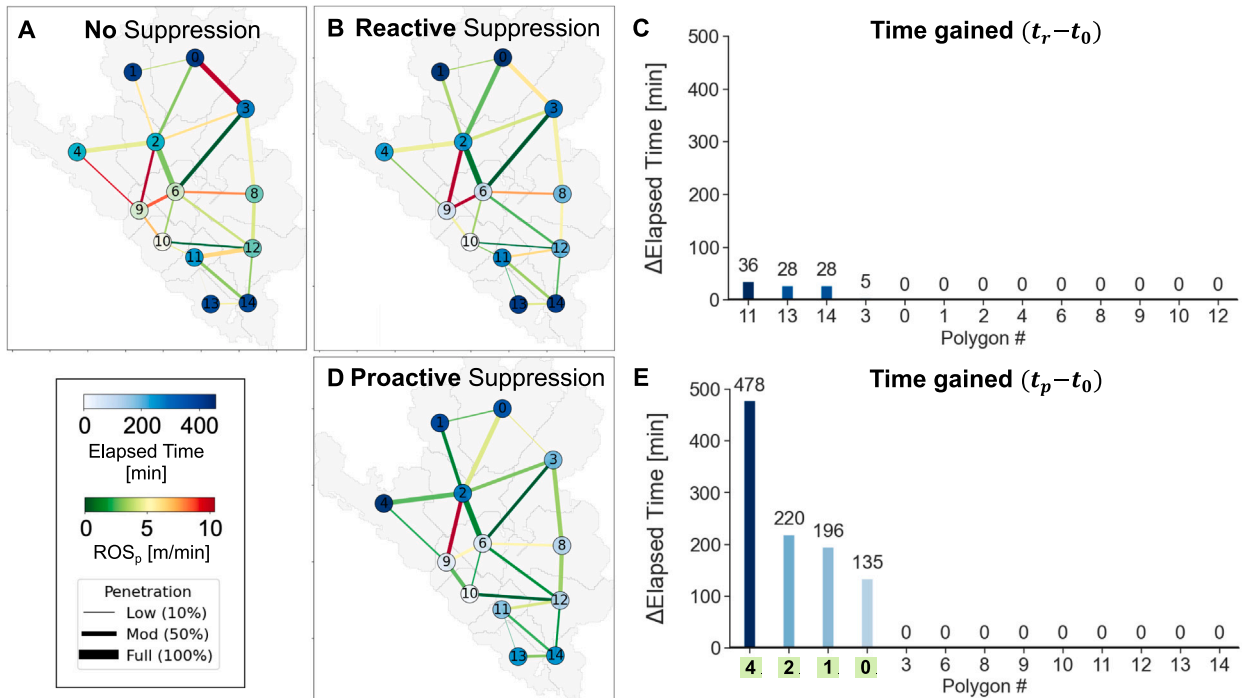 A No Suppression
0
1
3
2
4
6
8
9
10
12
11
13
14
B Reactive Suppression
0
1
3
2
4
6
8
9
10
12
11
13
14
C Time gained (tᵣ−t₀)
ΔElapsed Time [min]
500
400
300
200
100
0
36 28 28 5 0 0 0 0 0 0 0 0 0
11 13 14 3 0 1 2 4 6 8 9 10 12
Polygon #
0 200 400
Elapsed Time
[min]
0 5 10
ROSₚ [m/min]
Penetration
Low (10%)
Mod (50%)
Full (100%)
D Proactive Suppression
0
1
3
2
4
6
8
9
10
12
11
13
14
E Time gained (tₚ−t₀)
ΔElapsed Time [min]
500
400
300
200
100
0
478 220 196 135 0 0 0 0 0 0 0 0 0
4 2 1 0 3 6 8 9 10 11 12 13 14
Polygon #